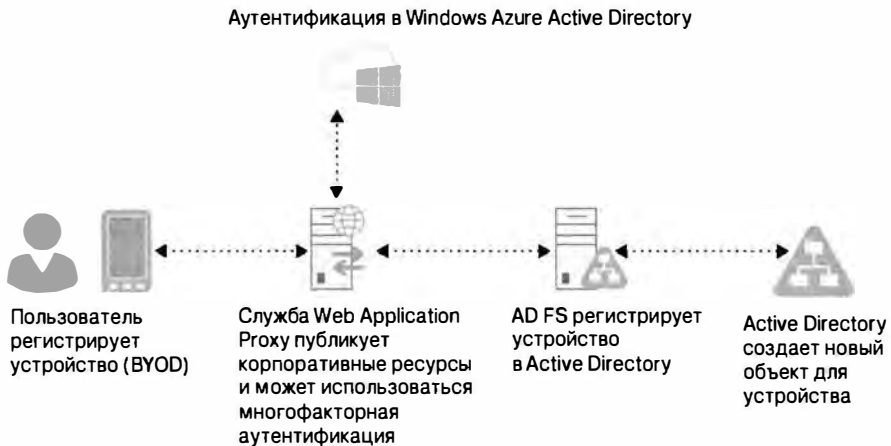 Аутентификация в Windows Azure Active Directory
Пользователь
регистрирует
устройство (BYOD)
Служба Web Application
Proxy публикует
корпоративные ресурсы
и может использоваться
многофакторная
аутентификация
AD FS регистрирует
устройство
в Active Directory
Active Directory
создает новый
объект для
устройства